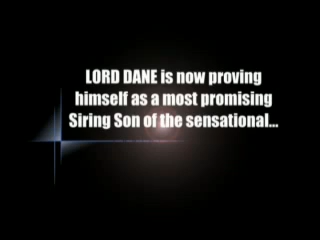 LORD DANE is now proving
himself as a most promising
Siring Son of the sensational...